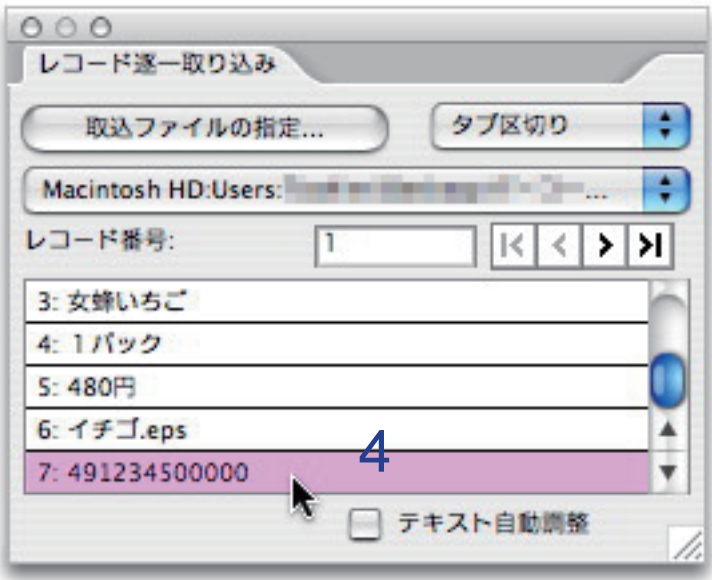 レコード逐一取り込み
取込ファイルの指定... タブ区切り
Macintosh HD:Users: ...
レコード番号: 1
3: 女蜂いちご
4: 1パック
5: 480円
6: イチゴ.eps
7: 491234500000
4
テキスト自動調整